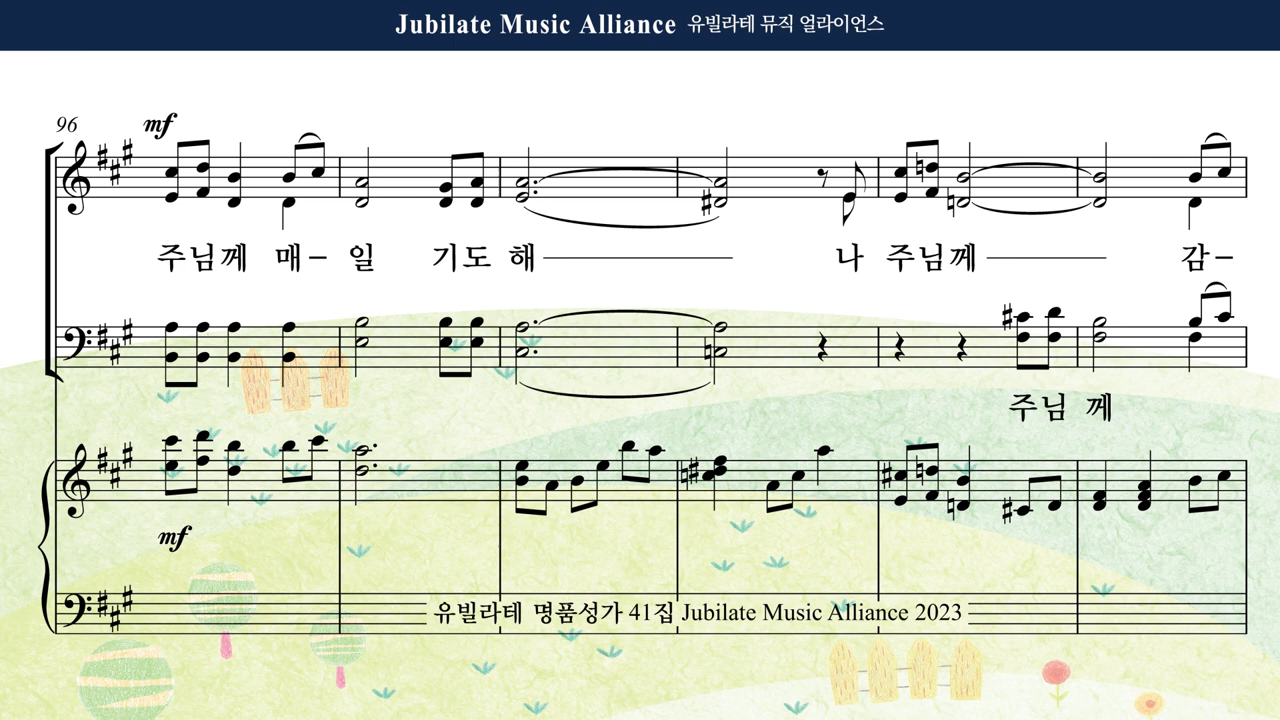 Jubilate Music Alliance 유빌라테 뮤직 얼라이언스
96
mf
주님께 매– 일 기도 해 나 주님께 감–
주님 께
mf
유빌라테 명품성가 41집 Jubilate Music Alliance 2023